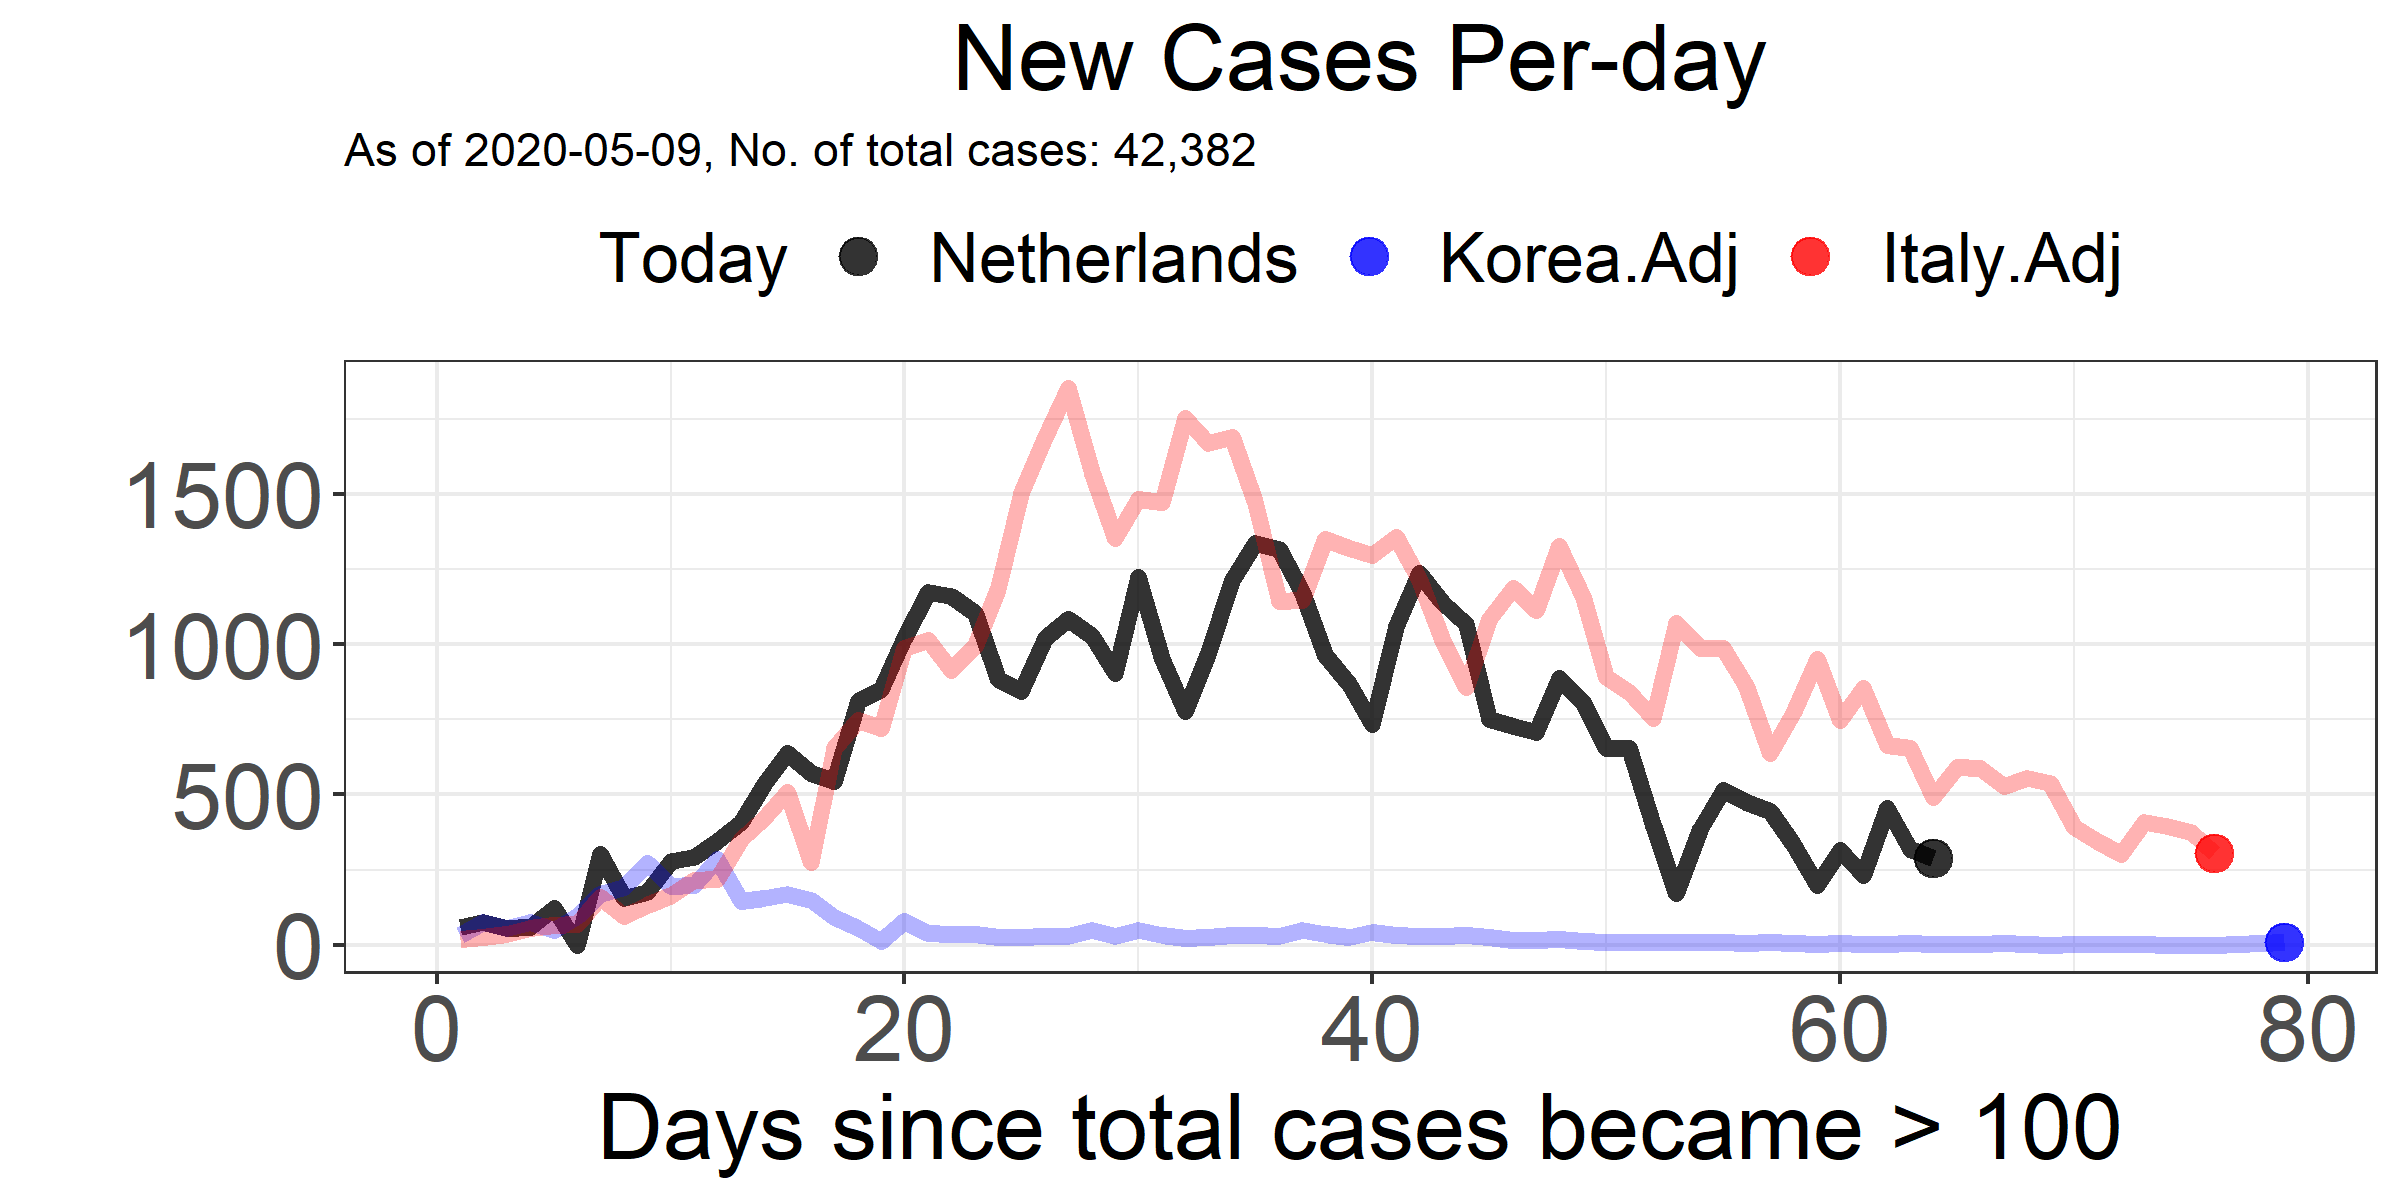 New Cases Per-day
As of 2020-05-09, No. of total cases: 42,382
Today Netherlands Korea.Adj Italy.Adj
1500
1000
500
0
0 20 40 60 80
Days since total cases became > 100